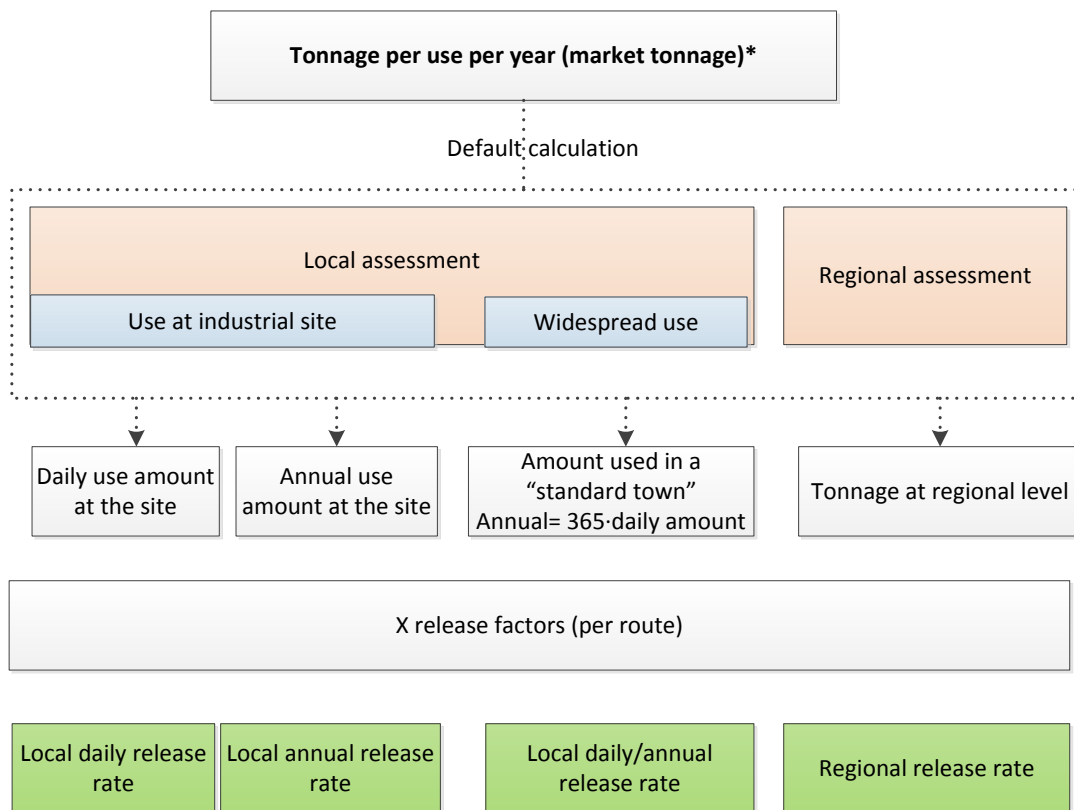 Tonnage per use per year (market tonnage)*
Default calculation
Local assessment
Regional assessment
Use at industrial site
Widespread use
Daily use amount
at the site
Annual use
amount at the site
Amount used in a
“standard town”
Annual= 365·daily amount
Tonnage at regional level
X release factors (per route)
Local daily release
rate
Local annual release
rate
Local daily/annual
release rate
Regional release rate